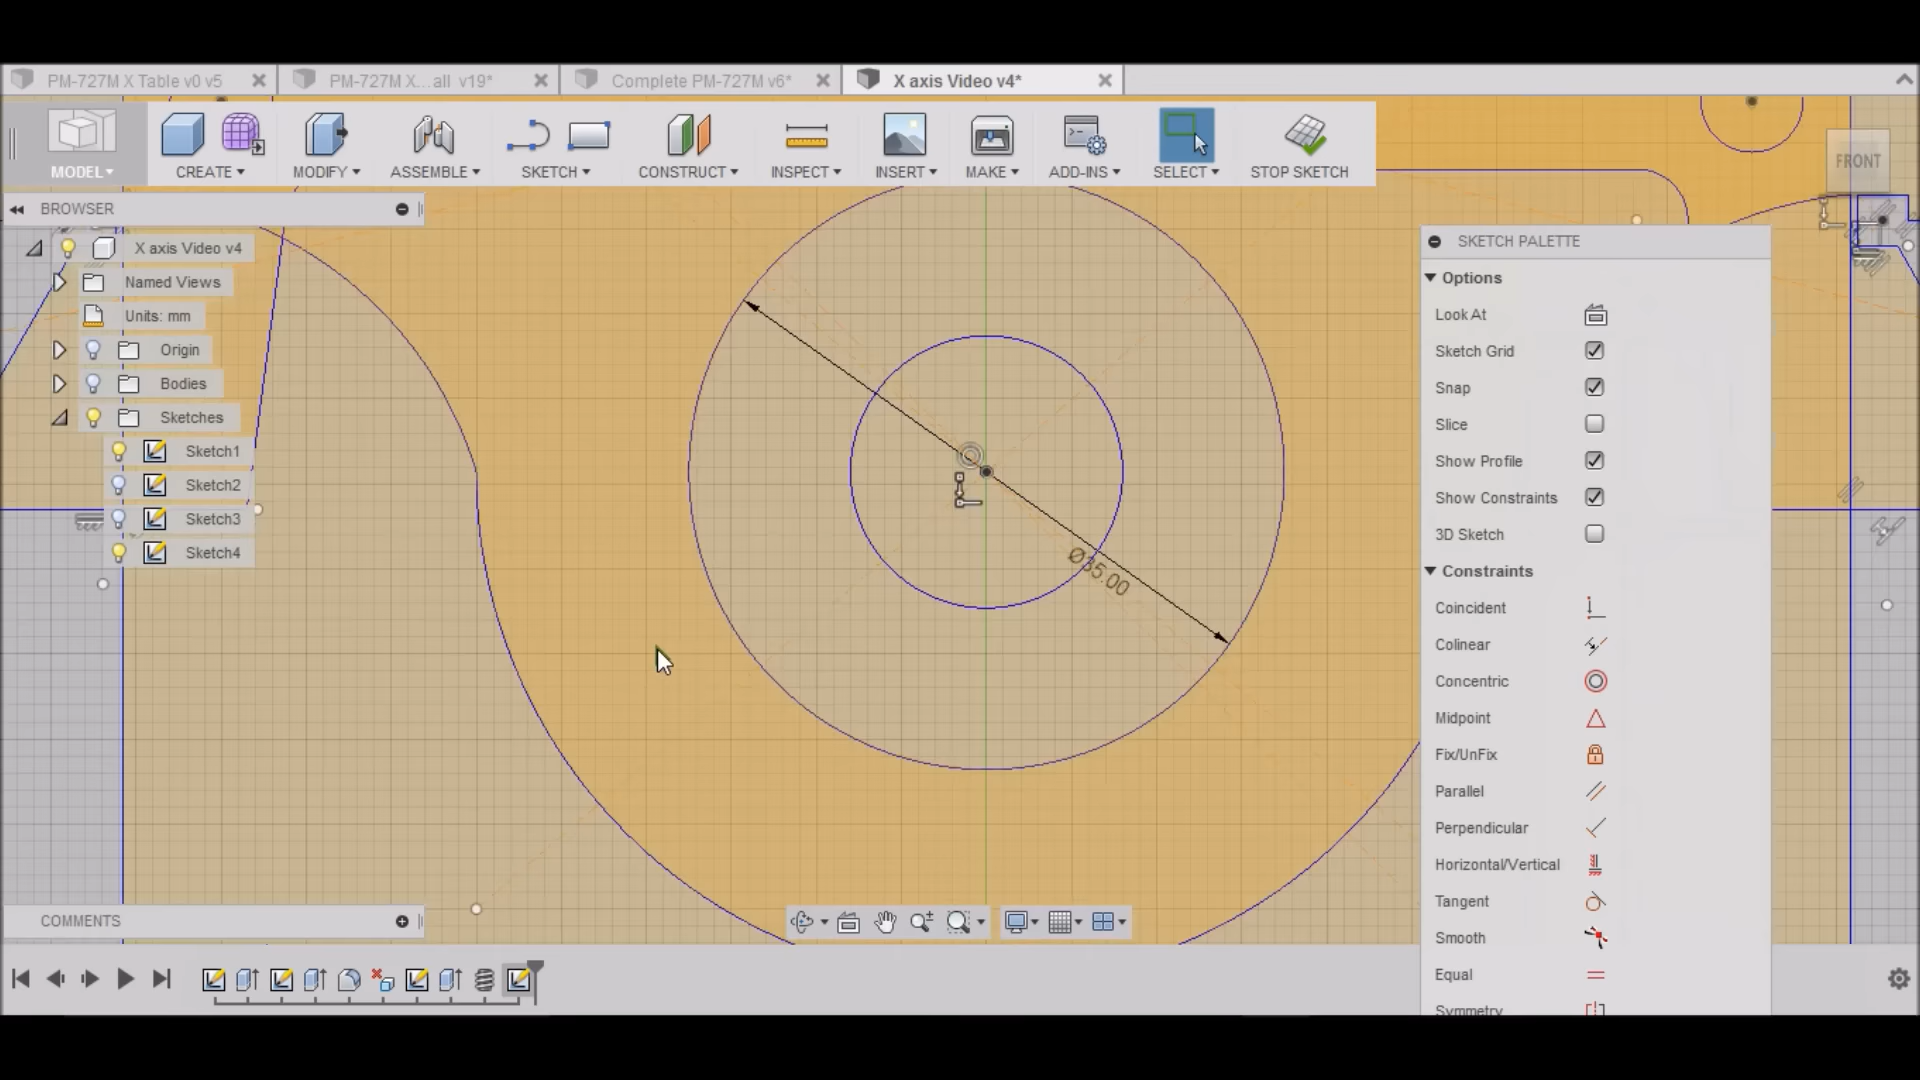 PM-727M X Table v0 v5
PM-727M X...all v19*
Complete PM-727M v6*
X axis Video v4*
MODEL
CREATE
MODIFY
ASSEMBLE
SKETCH
CONSTRUCT
INSPECT
INSERT
MAKE
ADD-INS
SELECT
STOP SKETCH
FRONT
BROWSER
X axis Video v4
Named Views
Units: mm
Origin
Bodies
Sketches
Sketch1
Sketch2
Sketch3
Sketch4
Ø35.00
SKETCH PALETTE
Options
Look At
Sketch Grid
Snap
Slice
Show Profile
Show Constraints
3D Sketch
Constraints
Coincident
Colinear
Concentric
Midpoint
Fix/UnFix
Parallel
Perpendicular
Horizontal/Vertical
Tangent
Smooth
Equal
Symmetry
COMMENTS